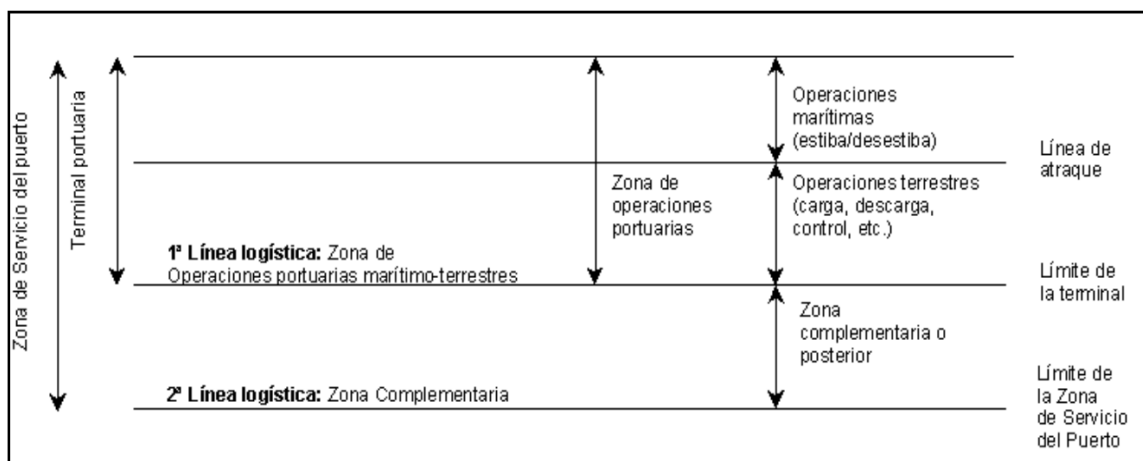 Zona de Servicio del puerto
Terminal portuaria
1ª Línea logística: Zona de
Operaciones portuarias marítimo-terrestres
2ª Línea logística: Zona Complementaria
Zona de
operaciones
portuarias
Operaciones
marítimas
(estiba/desestiba)
Operaciones terrestres
(carga, descarga,
control, etc.)
Zona
complementaria o
posterior
Línea de
atraque
Límite de
la terminal
Límite de
la Zona
de Servicio
del Puerto